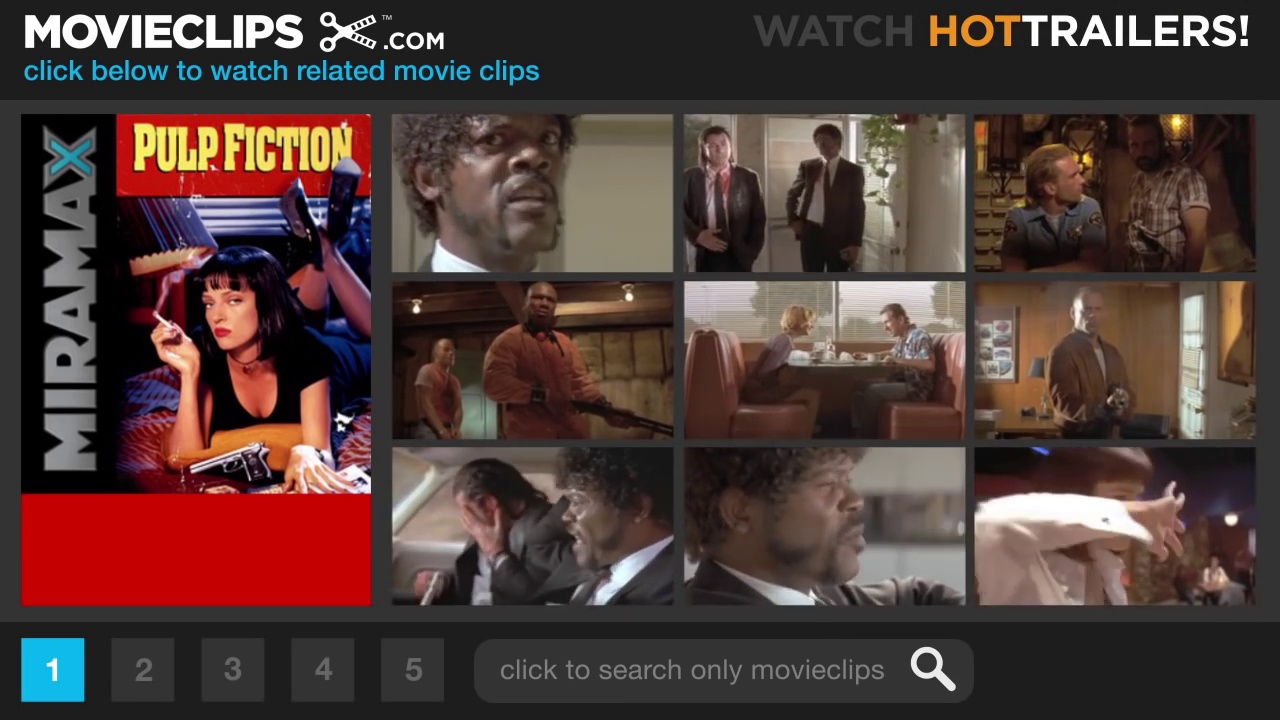 MOVIECLIPS ™ .COM
click below to watch related movie clips
WATCH HOTTRAILERS!
MIRAMAX
PULP FICTION
1 2 3 4 5
click to search only movieclips